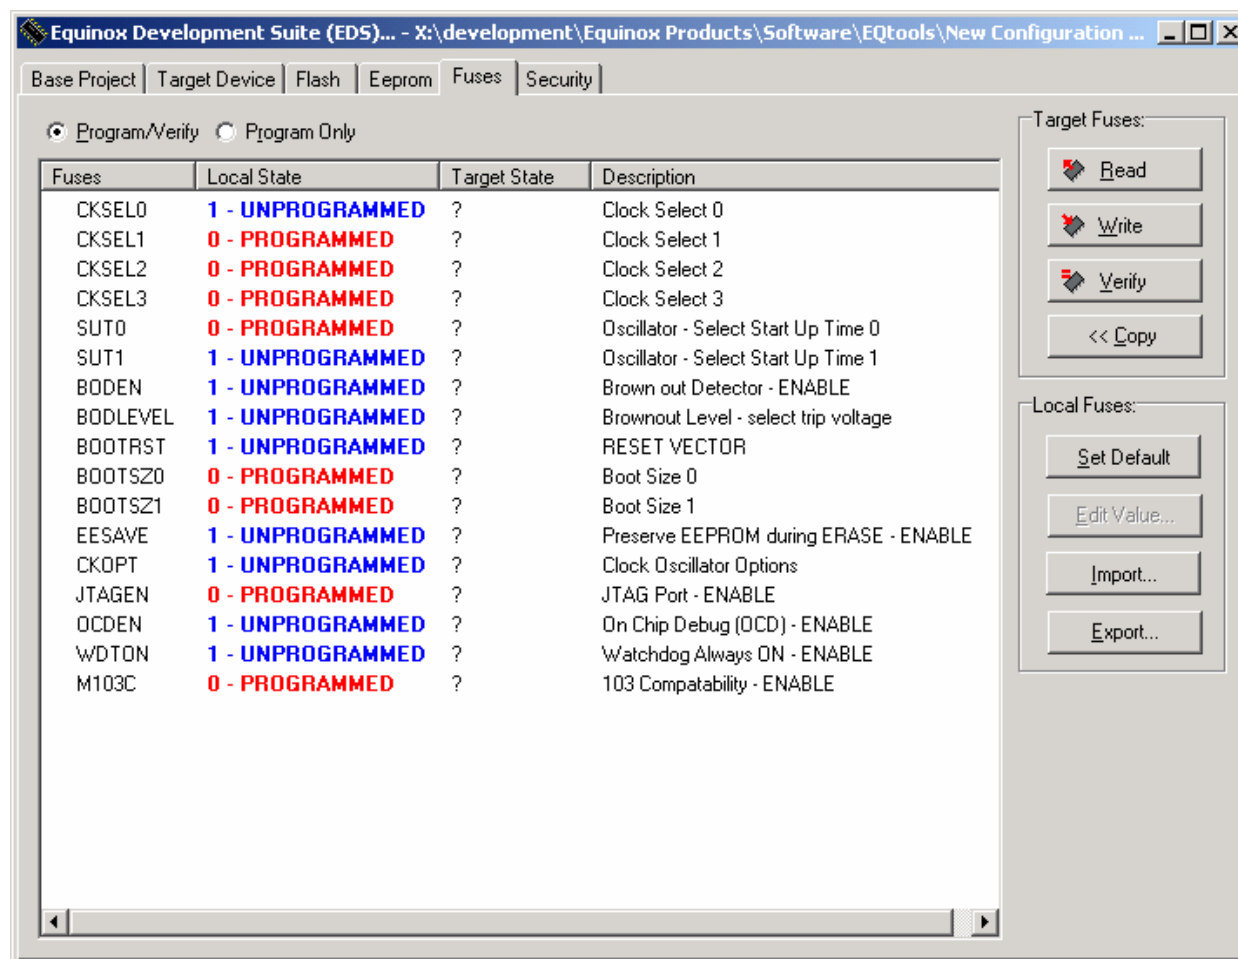 Equinox Development Suite (EDS)... - X:\development\Equinox Products\Software\EQtools\New Configuration ...
Base Project Target Device Flash Eeprom Fuses Security
Program/Verify Program Only
Fuses Local State Target State Description
CKSEL0 1 - UNPROGRAMMED ? Clock Select 0
CKSEL1 0 - PROGRAMMED ? Clock Select 1
CKSEL2 0 - PROGRAMMED ? Clock Select 2
CKSEL3 0 - PROGRAMMED ? Clock Select 3
SUT0 0 - PROGRAMMED ? Oscillator - Select Start Up Time 0
SUT1 1 - UNPROGRAMMED ? Oscillator - Select Start Up Time 1
BODEN 1 - UNPROGRAMMED ? Brown out Detector - ENABLE
BODLEVEL 1 - UNPROGRAMMED ? Brownout Level - select trip voltage
BOOTRST 1 - UNPROGRAMMED ? RESET VECTOR
BOOTSZ0 0 - PROGRAMMED ? Boot Size 0
BOOTSZ1 0 - PROGRAMMED ? Boot Size 1
EESAVE 1 - UNPROGRAMMED ? Preserve EEPROM during ERASE - ENABLE
CKOPT 1 - UNPROGRAMMED ? Clock Oscillator Options
JTAGEN 0 - PROGRAMMED ? JTAG Port - ENABLE
OCDEN 1 - UNPROGRAMMED ? On Chip Debug (OCD) - ENABLE
WDTON 1 - UNPROGRAMMED ? Watchdog Always ON - ENABLE
M103C 0 - PROGRAMMED ? 103 Compatability - ENABLE
Target Fuses:
Read
Write
Verify
<< Copy
Local Fuses:
Set Default
Edit Value...
Import...
Export...